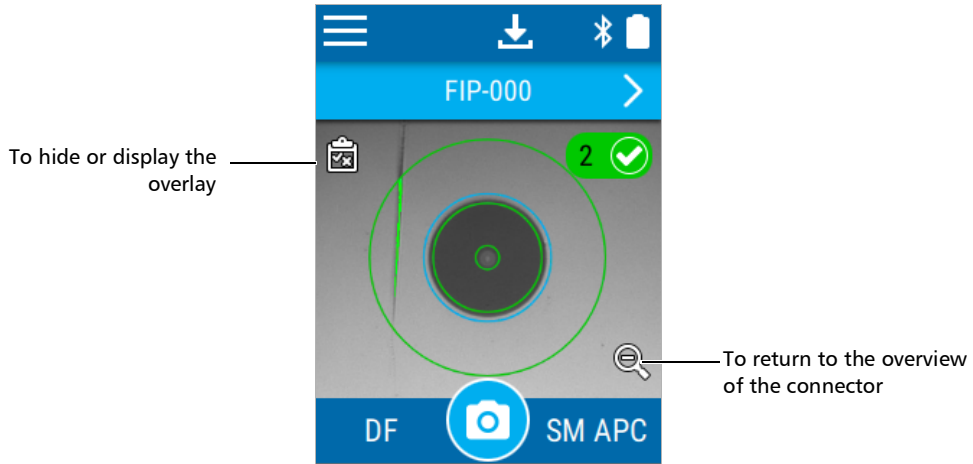 FIP-000
To hide or display the
overlay
2
To return to the overview
of the connector
DF
SM APC